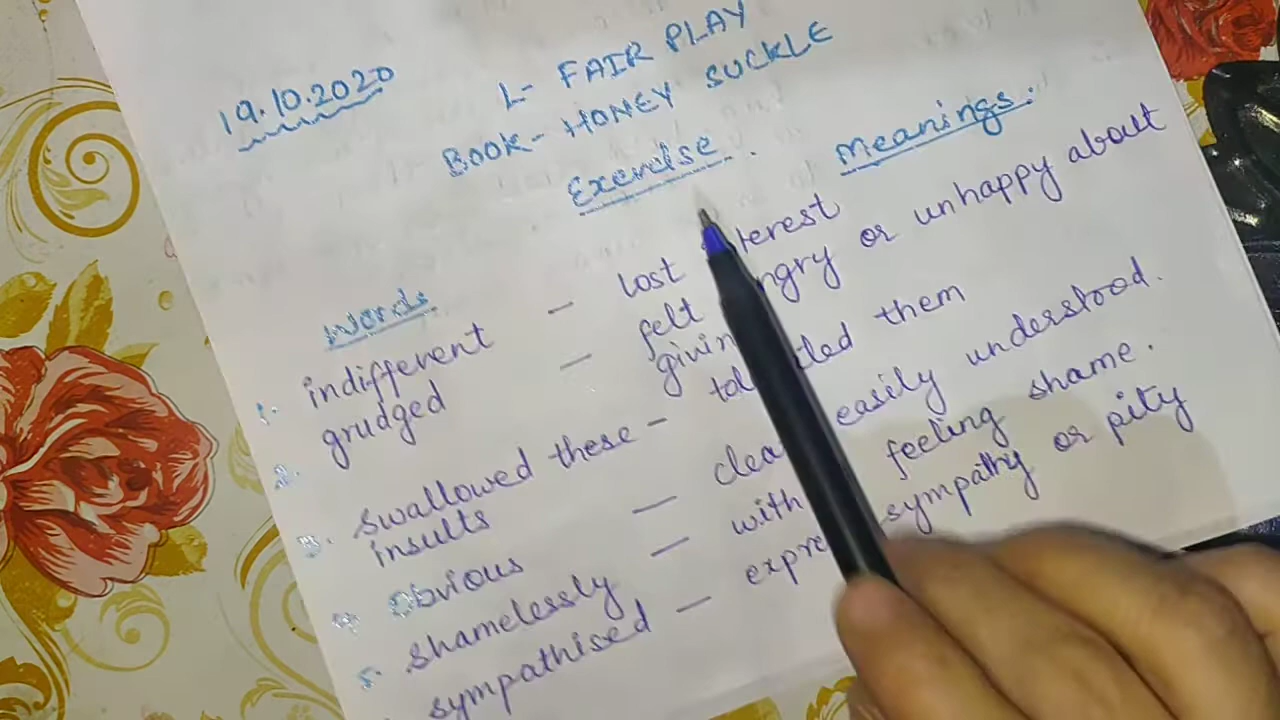 19.10.2020
L- FAIR PLAY
BOOK- HONEY SUCKLE
Exercise.
Words. Meanings.
1. indifferent — lost terest
2. grudged — felt ngry or unhappy about
givin
3. swallowed these — tol ted them
insults
4. Obvious — clea easily understood.
5. shamelessly — with feeling shame.
sympathised — expre sympathy or pity